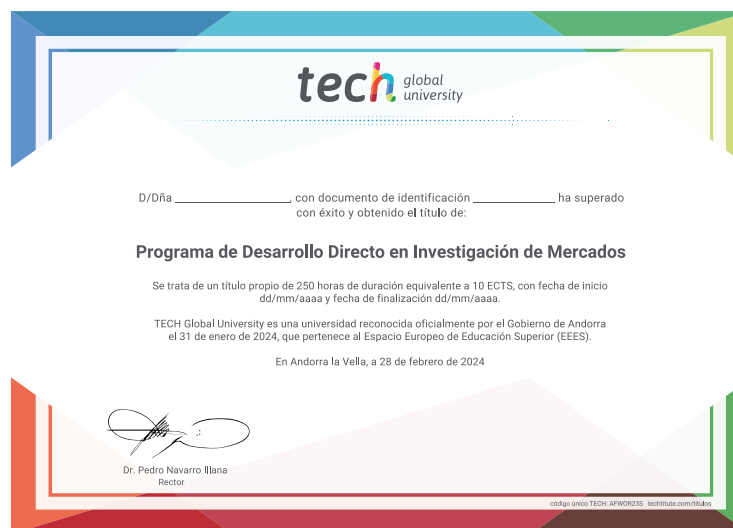 tech global university
D/Dña ____________, con documento de identificación ____________ ha superado
con éxito y obtenido el título de:
Programa de Desarrollo Directo en Investigación de Mercados
Se trata de un título propio de 250 horas de duración equivalente a 10 ECTS, con fecha de inicio
dd/mm/aaaa y fecha de finalización dd/mm/aaaa.
TECH Global University es una universidad reconocida oficialmente por el Gobierno de Andorra
el 31 de enero de 2024, que pertenece al Espacio Europeo de Educación Superior (EEES).
En Andorra la Vella, a 28 de febrero de 2024
Dr. Pedro Navarro Illana
Rector
código único TECH: AFWOR23S techtitute.com/titulos